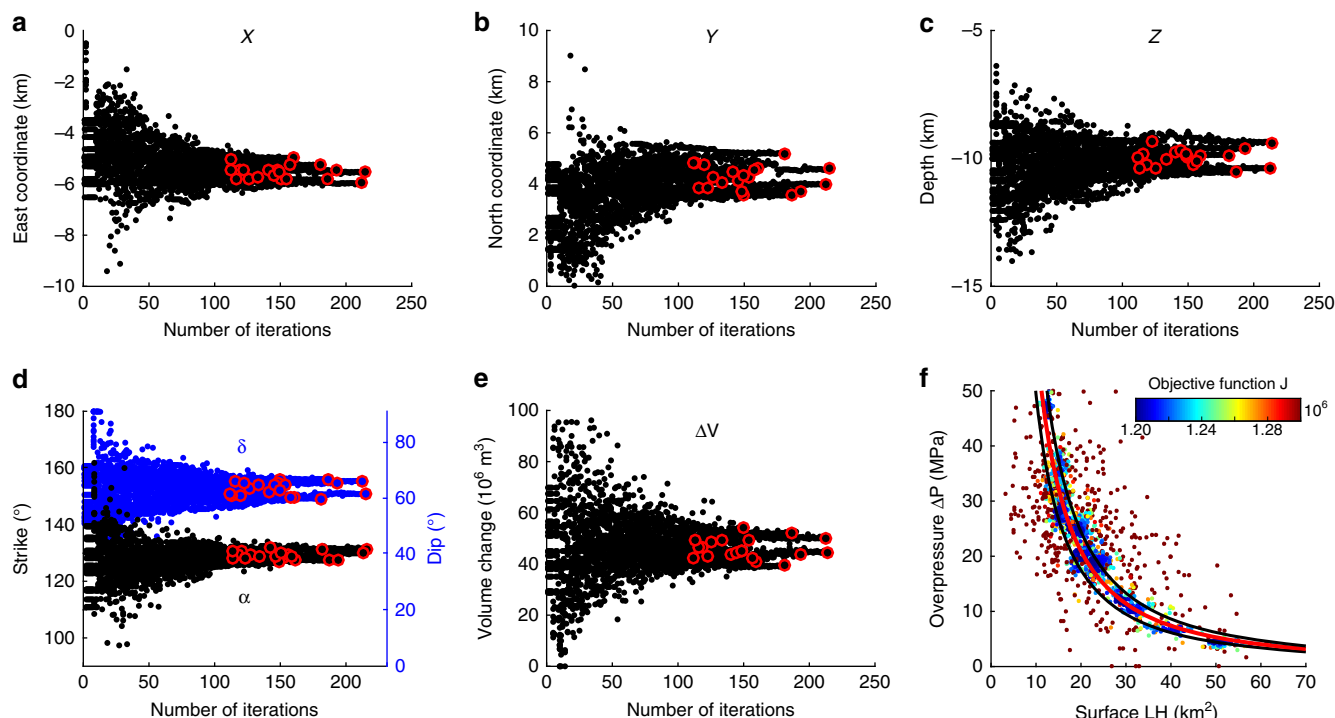 a
X
0
–2
–4
–6
–8
–10
East coordinate (km)
0 50 100 150 200 250
Number of iterations
b
Y
10
8
6
4
2
0
North coordinate (km)
0 50 100 150 200 250
Number of iterations
c
Z
–5
–10
–15
Depth (km)
0 50 100 150 200 250
Number of iterations
d
180
160
140
120
100
Strike (°)
δ
α
80
60
40
20
0
Dip (°)
0 50 100 150 200
Number of iterations
e
ΔV
100
80
60
40
20
0
Volume change (10⁶ m³)
0 50 100 150 200 250
Number of iterations
f
Objective function J
10⁶
1.20 1.24 1.28
50
40
30
20
10
0
Overpressure ΔP (MPa)
0 10 20 30 40 50 60 70
Surface LH (km²)